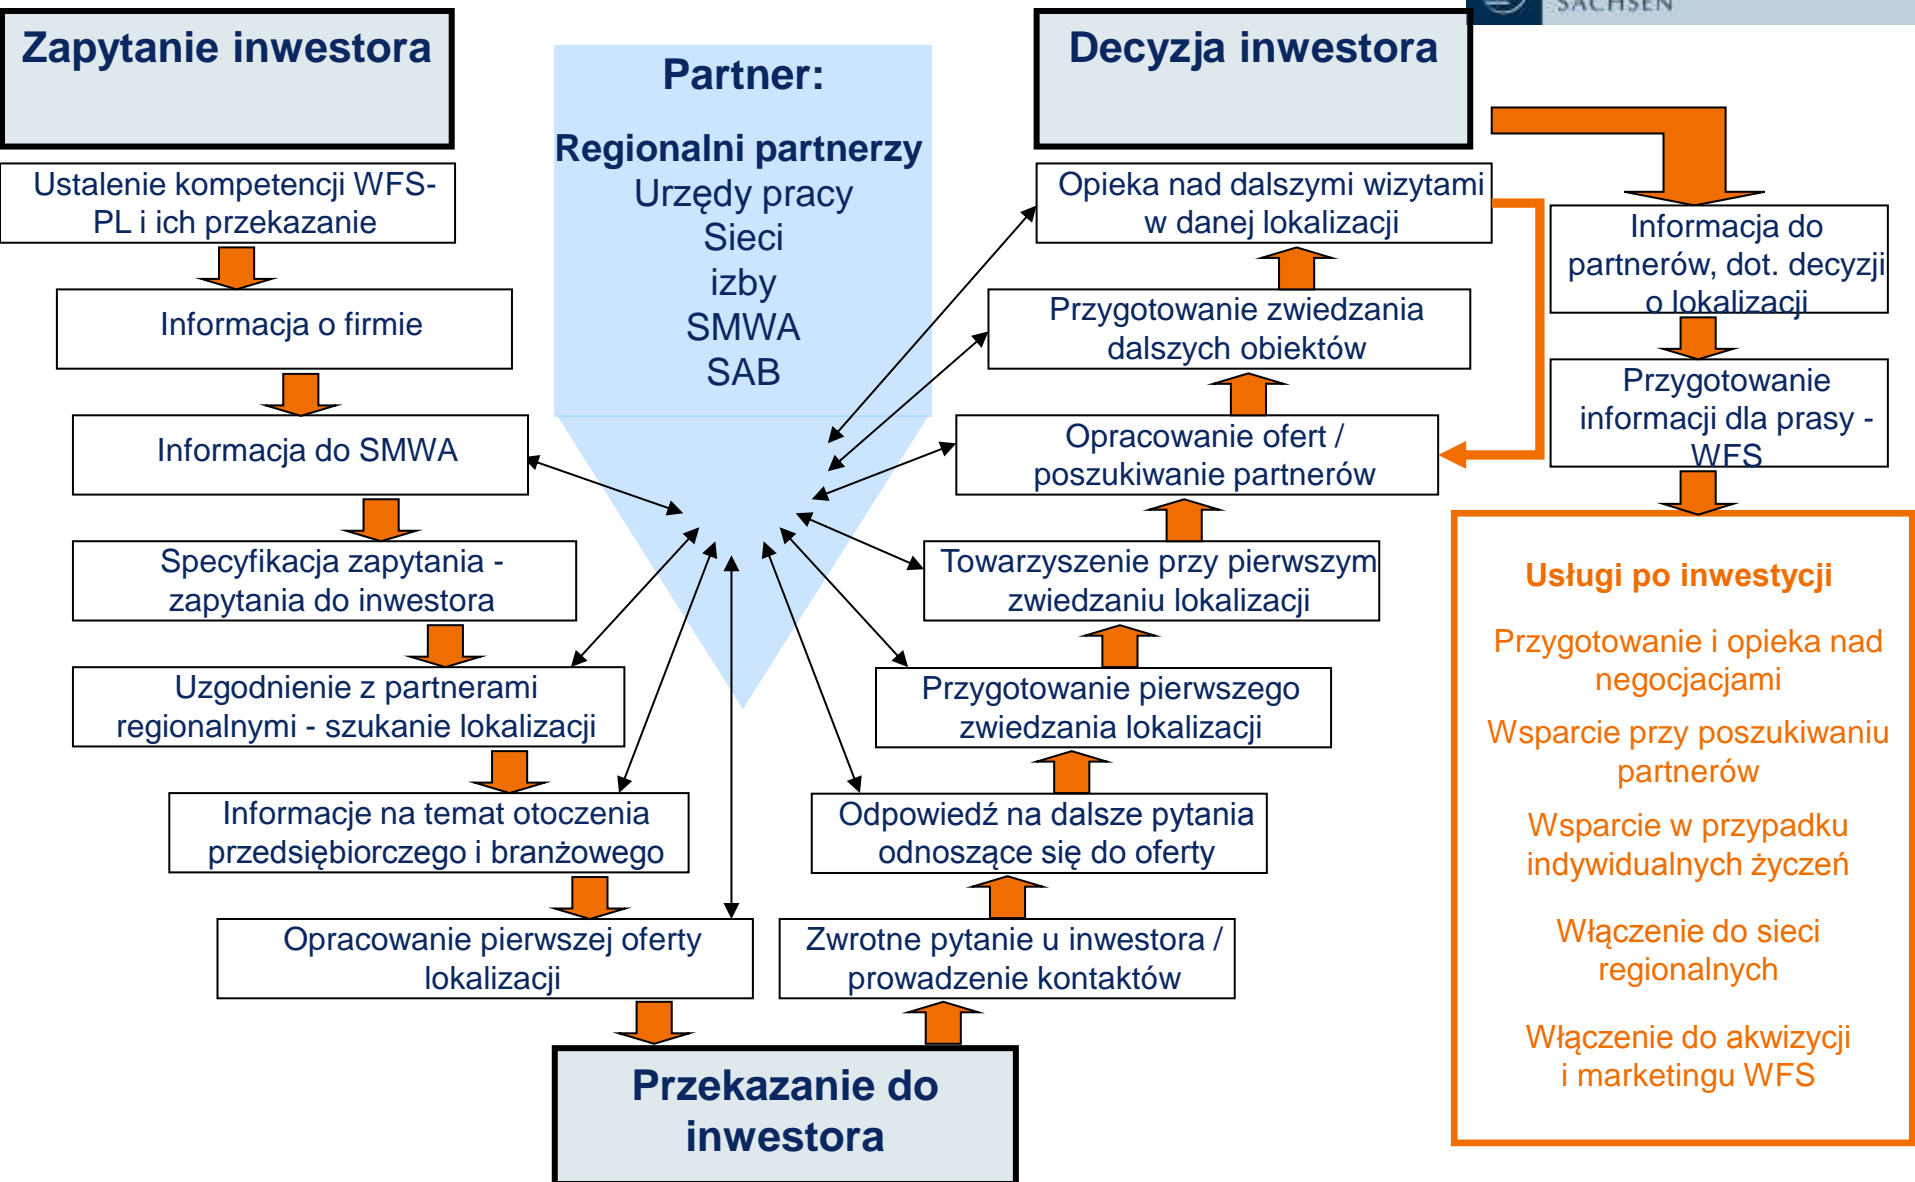 SACHSEN
Zapytanie inwestora
Ustalenie kompetencji WFS-
PL i ich przekazanie
Informacja o firmie
Informacja do SMWA
Specyfikacja zapytania -
zapytania do inwestora
Uzgodnienie z partnerami
regionalnymi - szukanie lokalizacji
Informacje na temat otoczenia
przedsiębiorczego i branżowego
Opracowanie pierwszej oferty
lokalizacji
Przekazanie do
inwestora
Partner:
Regionalni partnerzy
Urzędy pracy
Sieci
izby
SMWA
SAB
Decyzja inwestora
Opieka nad dalszymi wizytami
w danej lokalizacji
Przygotowanie zwiedzania
dalszych obiektów
Opracowanie ofert /
poszukiwanie partnerów
Towarzyszenie przy pierwszym
zwiedzaniu lokalizacji
Przygotowanie pierwszego
zwiedzania lokalizacji
Odpowiedź na dalsze pytania
odnoszące się do oferty
Zwrotne pytanie u inwestora /
prowadzenie kontaktów
Informacja do
partnerów, dot. decyzji
o lokalizacji
Przygotowanie
informacji dla prasy -
WFS
Usługi po inwestycji
Przygotowanie i opieka nad
negocjacjami
Wsparcie przy poszukiwaniu
partnerów
Wsparcie w przypadku
indywidualnych życzeń
Włączenie do sieci
regionalnych
Włączenie do akwizycji
i marketingu WFS